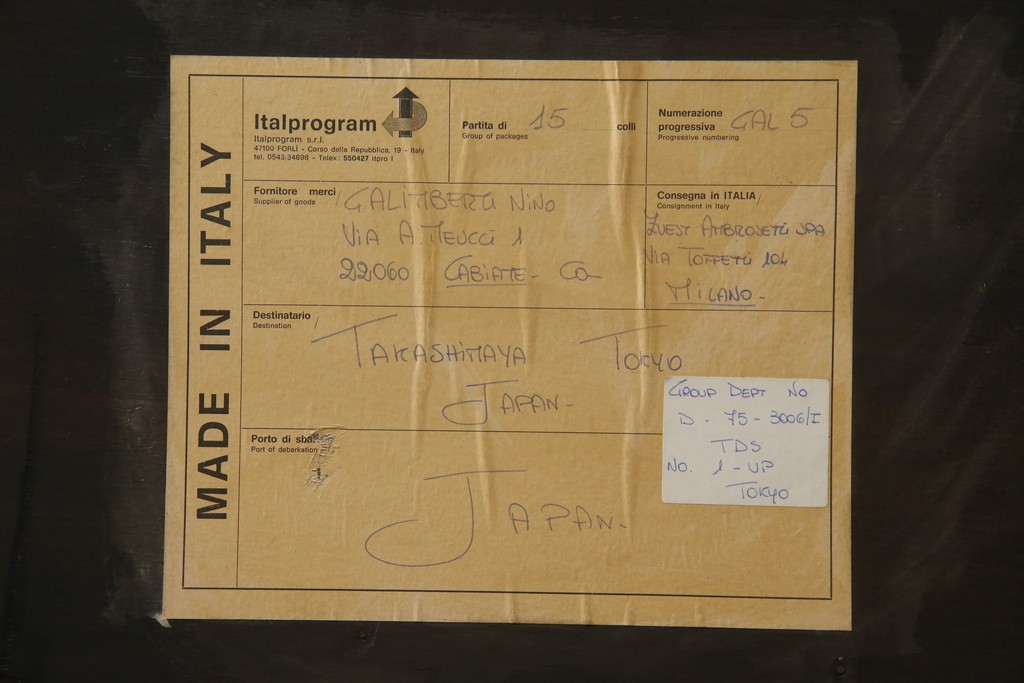 MADE IN ITALY
Italprogram
Italprogram s.r.l.
47100 FORLÌ - Corso della Repubblica, 19 - Italy
tel. 0543.34698 - Telex: 550427 itpro I
Partita di 15 colli
Group of packages
Numerazione
progressiva GAL 5
Progressive numbering
Fornitore merci/
Supplier of goods
GALIMBERTI NINO
VIA A. MEUCCI 1
22060 CABIATE - CO
Consegna in ITALIA/
Consignment in Italy
ZUEST AMBROSETTI SPA
VIA TOFFETTI 104
MILANO -
Destinatario /
Destination
TAKASHIMAYA TOKYO
JAPAN -
GROUP DEPT NO
D - 75 - 3006/I
TDS
NO. 1 - UP
TOKYO
Porto di
Port of debarkation
JAPAN -